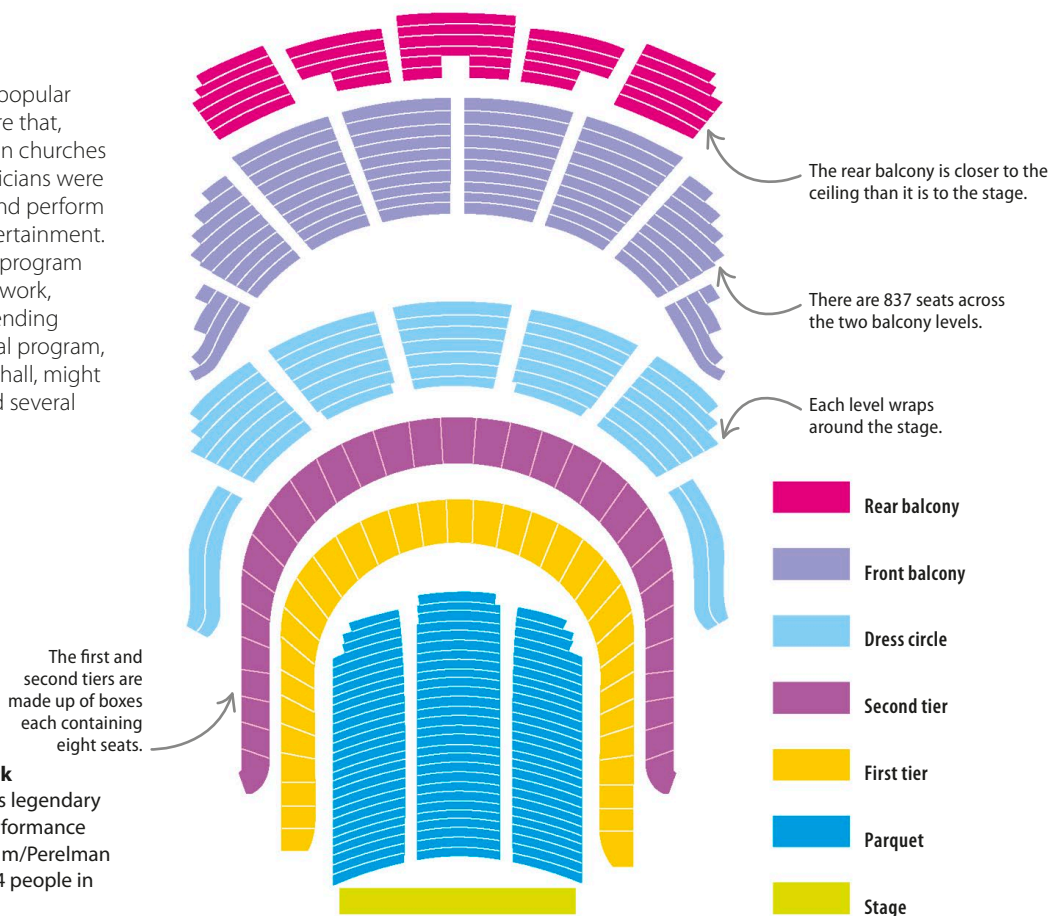 popular
re that,
n churches
icians were
nd perform
ertainment.
program
work,
ending
al program,
hall, might
d several
The rear balcony is closer to the
ceiling than it is to the stage.
There are 837 seats across
the two balcony levels.
Each level wraps
around the stage.
Rear balcony
Front balcony
Dress circle
Second tier
First tier
Parquet
Stage
The first and
second tiers are
made up of boxes
each containing
eight seats.
k
s legendary
formance
m/Perelman
4 people in